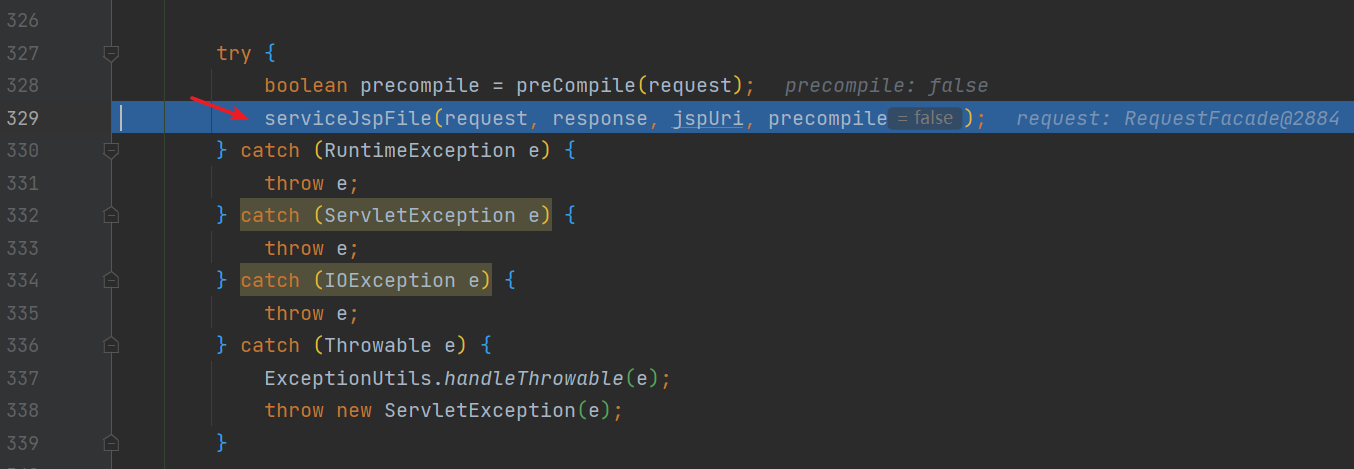 326
327 try {
328 boolean precompile = preCompile(request); precompile: false
329 serviceJspFile(request, response, jspUri, precompile = false ); request: RequestFacade@2884
330 } catch (RuntimeException e) {
331 throw e;
332 } catch (ServletException e) {
333 throw e;
334 } catch (IOException e) {
335 throw e;
336 } catch (Throwable e) {
337 ExceptionUtils.handleThrowable(e);
338 throw new ServletException(e);
339 }